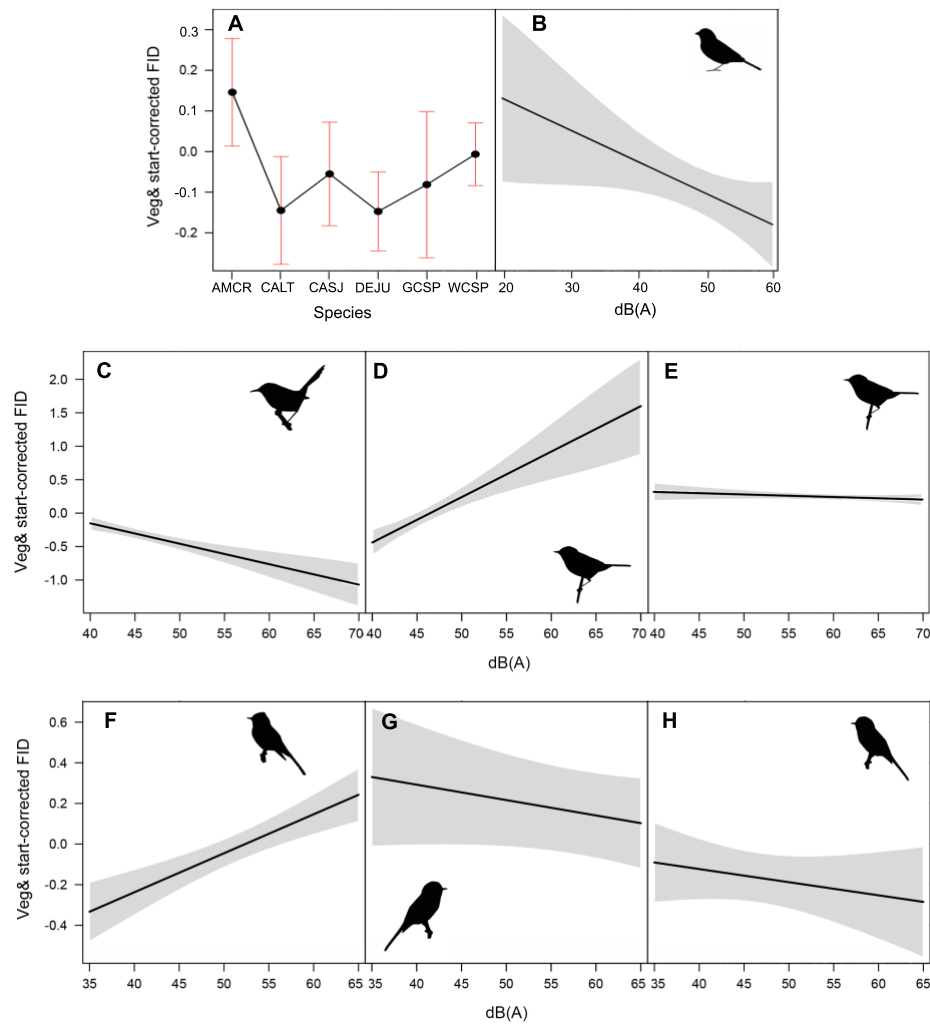 A
B
Veg& start-corrected FID
0.3
0.2
0.1
0.0
-0.1
-0.2
AMCR CALT CASJ DEJU GCSP WCSP
20 30 40 50 60
Species
dB(A)
C
D
E
Veg& start-corrected FID
2.0
1.5
1.0
0.5
0.0
-0.5
-1.0
40 45 50 55 60 65 70
40 45 50 55 60 65 70
40 45 50 55 60 65 70
dB(A)
F
G
H
Veg& start-corrected FID
0.6
0.4
0.2
0.0
-0.2
-0.4
35 40 45 50 55 60 65
35 40 45 50 55 60 65
35 40 45 50 55 60 65
dB(A)